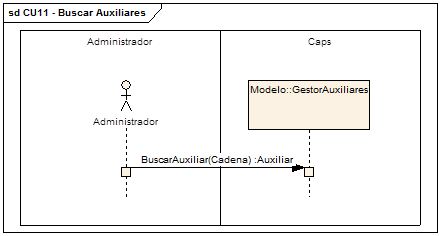 sd CU11 - Buscar Auxiliares
Administrador
Caps
Modelo::GestorAuxiliares
Administrador
BuscarAuxiliar(Cadena) :Auxiliar